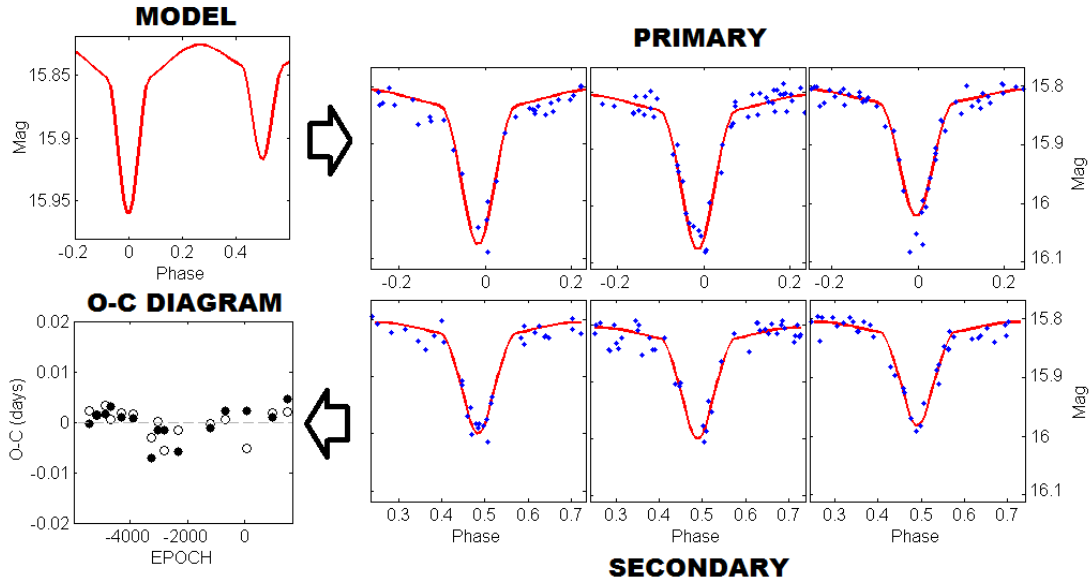 MODEL
15.85
15.9
15.95
Mag
-0.2 0 0.2 0.4
Phase
PRIMARY
-0.2 0 0.2
-0.2 0 0.2
-0.2 0 0.2
15.8
15.9
16
16.1
Mag
O-C DIAGRAM
0.02
0.01
0
-0.01
-0.02
O-C (days)
-4000 -2000 0
EPOCH
0.3 0.4 0.5 0.6 0.7
Phase
0.3 0.4 0.5 0.6 0.7
Phase
0.3 0.4 0.5 0.6 0.7
Phase
15.8
15.9
16
16.1
Mag
SECONDARY